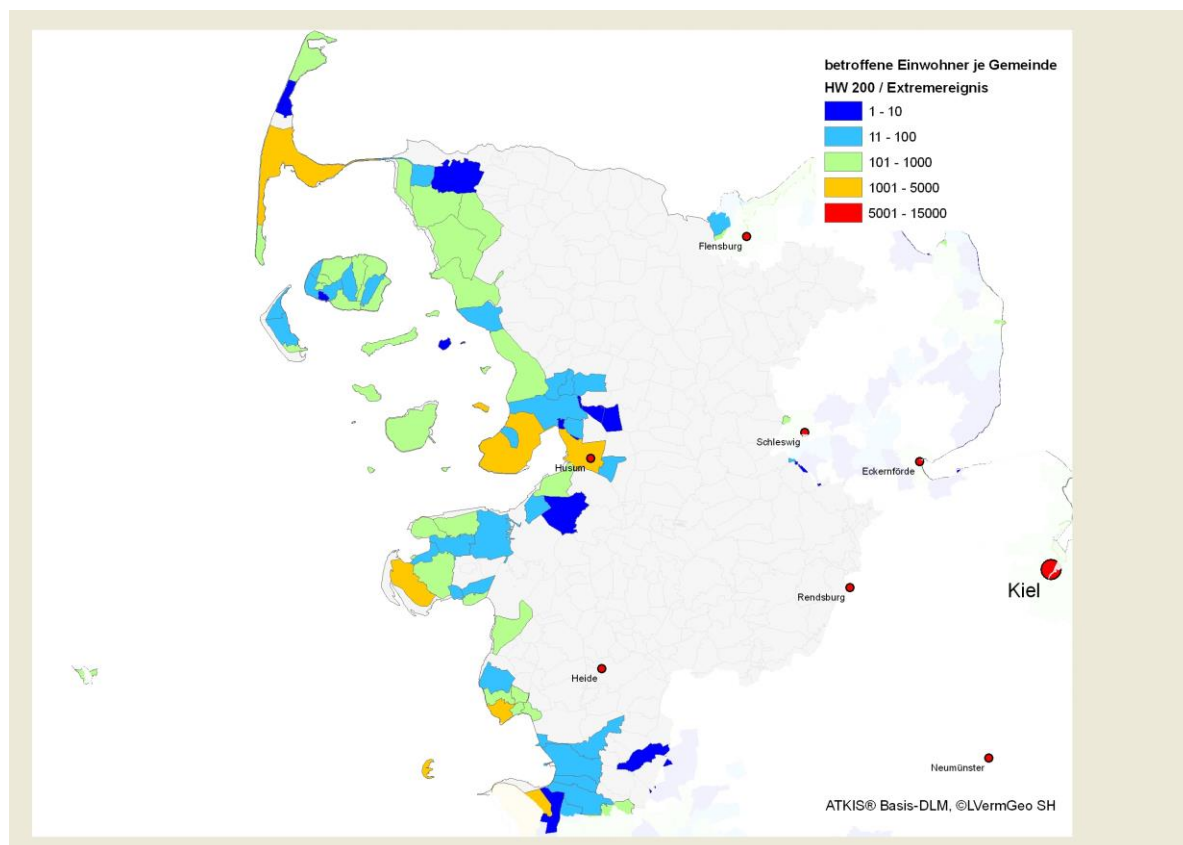 betroffene Einwohner je Gemeinde
HW 200 / Extremereignis
1 - 10
11 - 100
101 - 1000
1001 - 5000
5001 - 15000
Flensburg
Schleswig
Eckernförde
Husum
Kiel
Rendsburg
Heide
Neumünster
ATKIS® Basis-DLM, ©LVermGeo SH